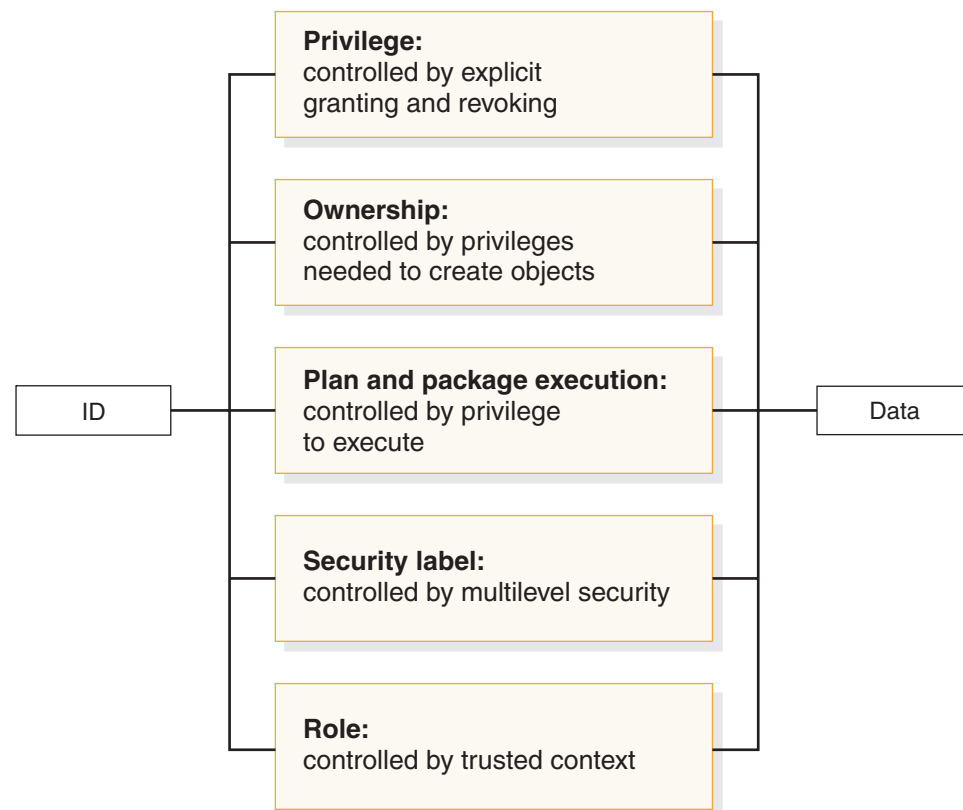 Privilege:
controlled by explicit
granting and revoking
Ownership:
controlled by privileges
needed to create objects
ID
Plan and package execution:
controlled by privilege
to execute
Data
Security label:
controlled by multilevel security
Role:
controlled by trusted context